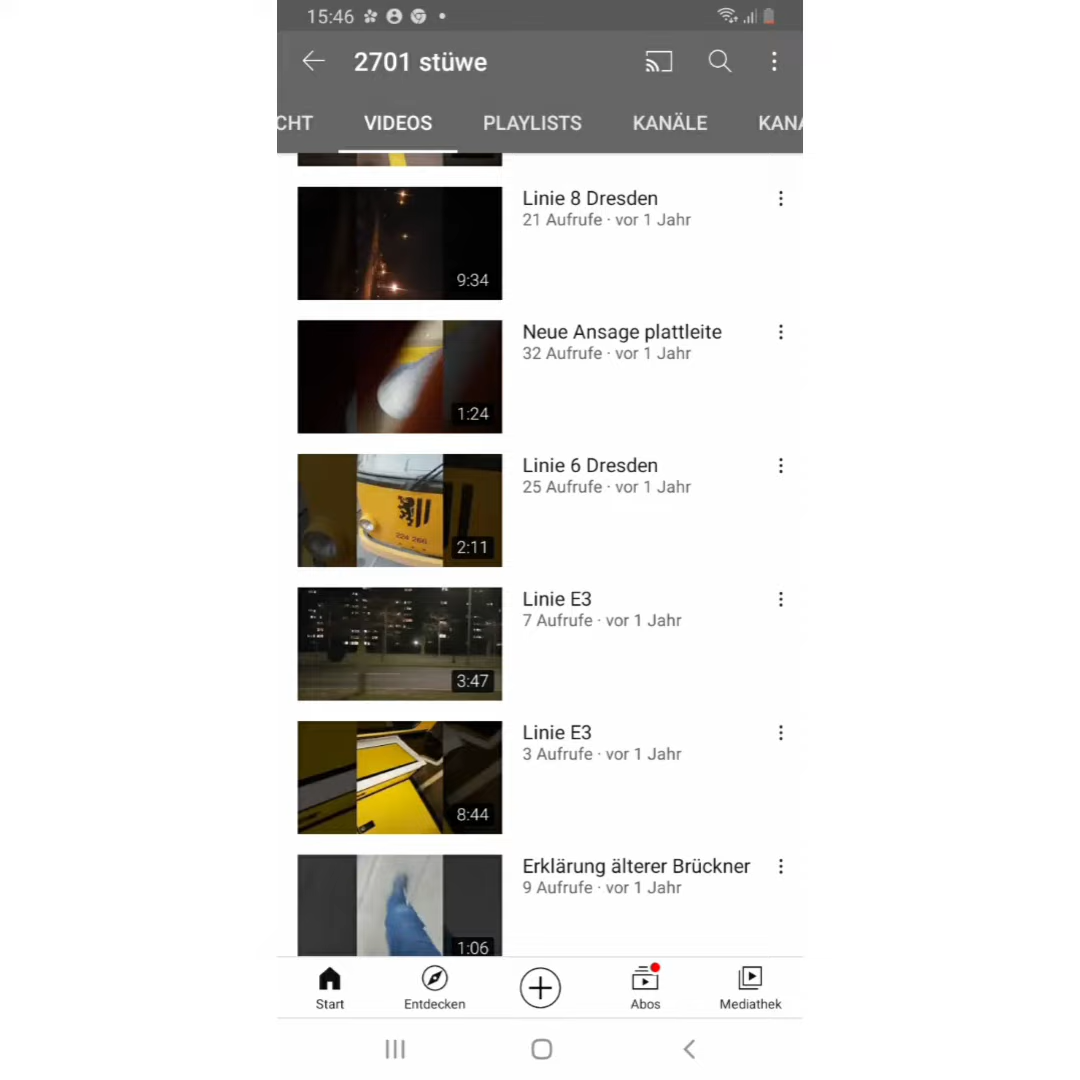 15:46
2701 stüwe
CHT VIDEOS PLAYLISTS KANÄLE KANA
Linie 8 Dresden
21 Aufrufe · vor 1 Jahr
9:34
Neue Ansage plattleite
32 Aufrufe · vor 1 Jahr
1:24
Linie 6 Dresden
25 Aufrufe · vor 1 Jahr
224 266
2:11
Linie E3
7 Aufrufe · vor 1 Jahr
3:47
Linie E3
3 Aufrufe · vor 1 Jahr
8:44
Erklärung älterer Brückner
9 Aufrufe · vor 1 Jahr
1:06
Start Entdecken Abos Mediathek